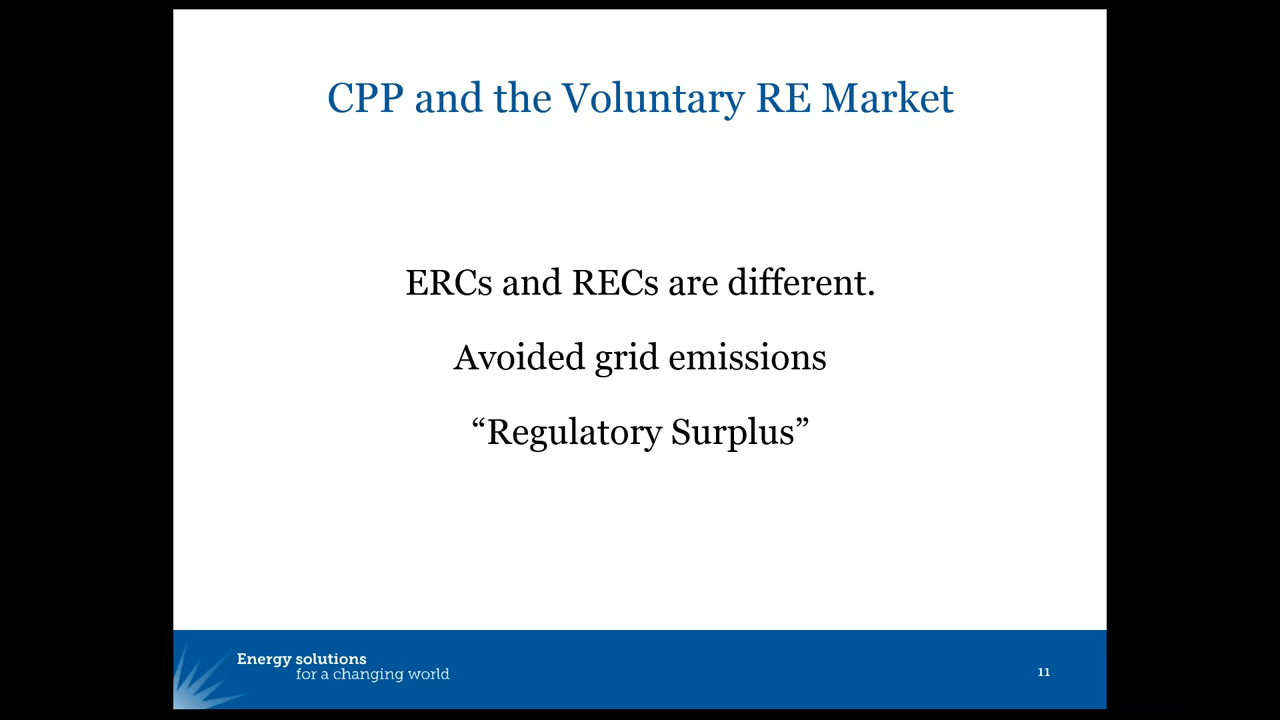 CPP and the Voluntary RE Market
ERCs and RECs are different.
Avoided grid emissions
“Regulatory Surplus”
Energy solutions
for a changing world
11